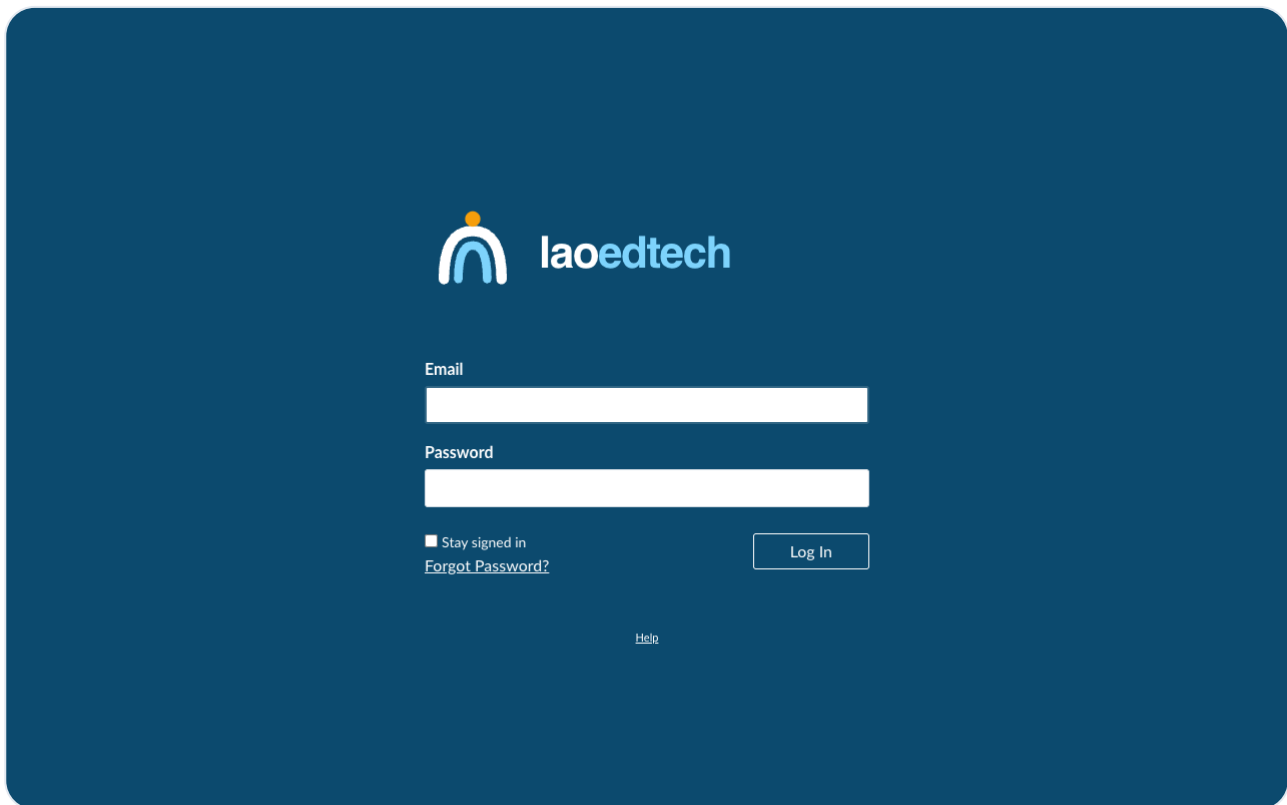 laoedtech
Email
Password
Stay signed in
Log In
Forgot Password?
Help